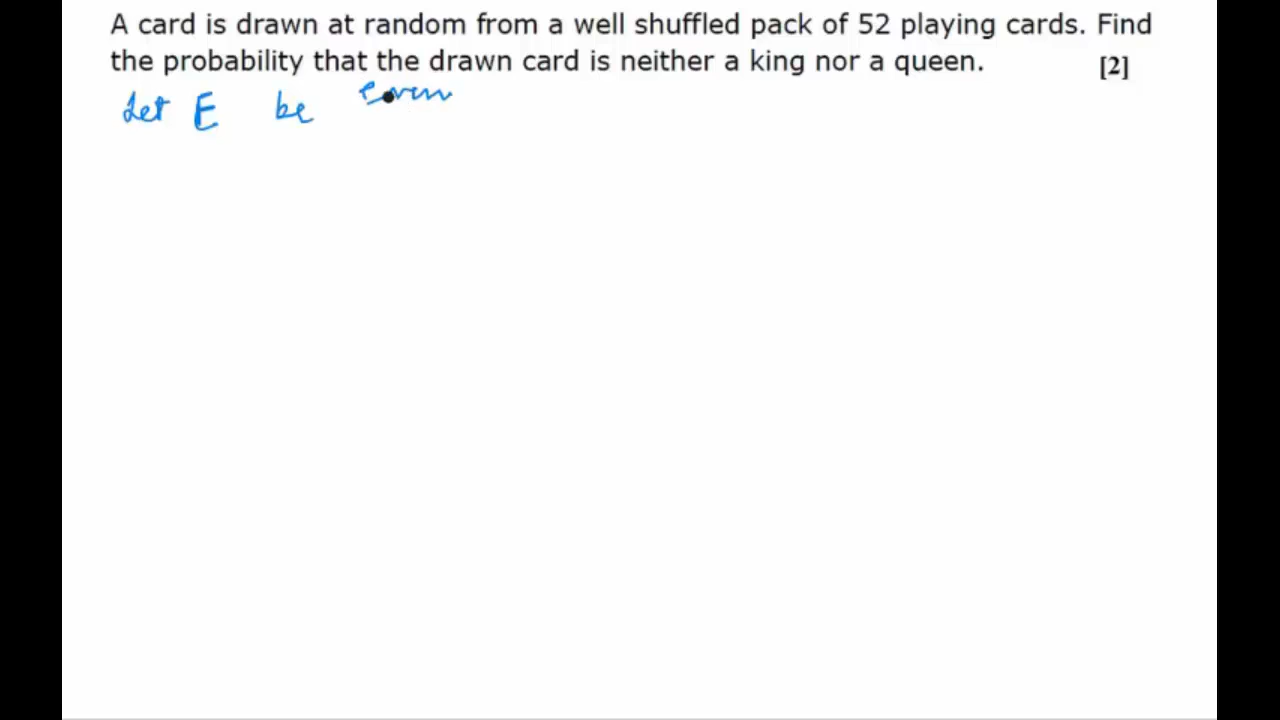 A card is drawn at random from a well shuffled pack of 52 playing cards. Find
the probability that the drawn card is neither a king nor a queen. [2]
Let E be even